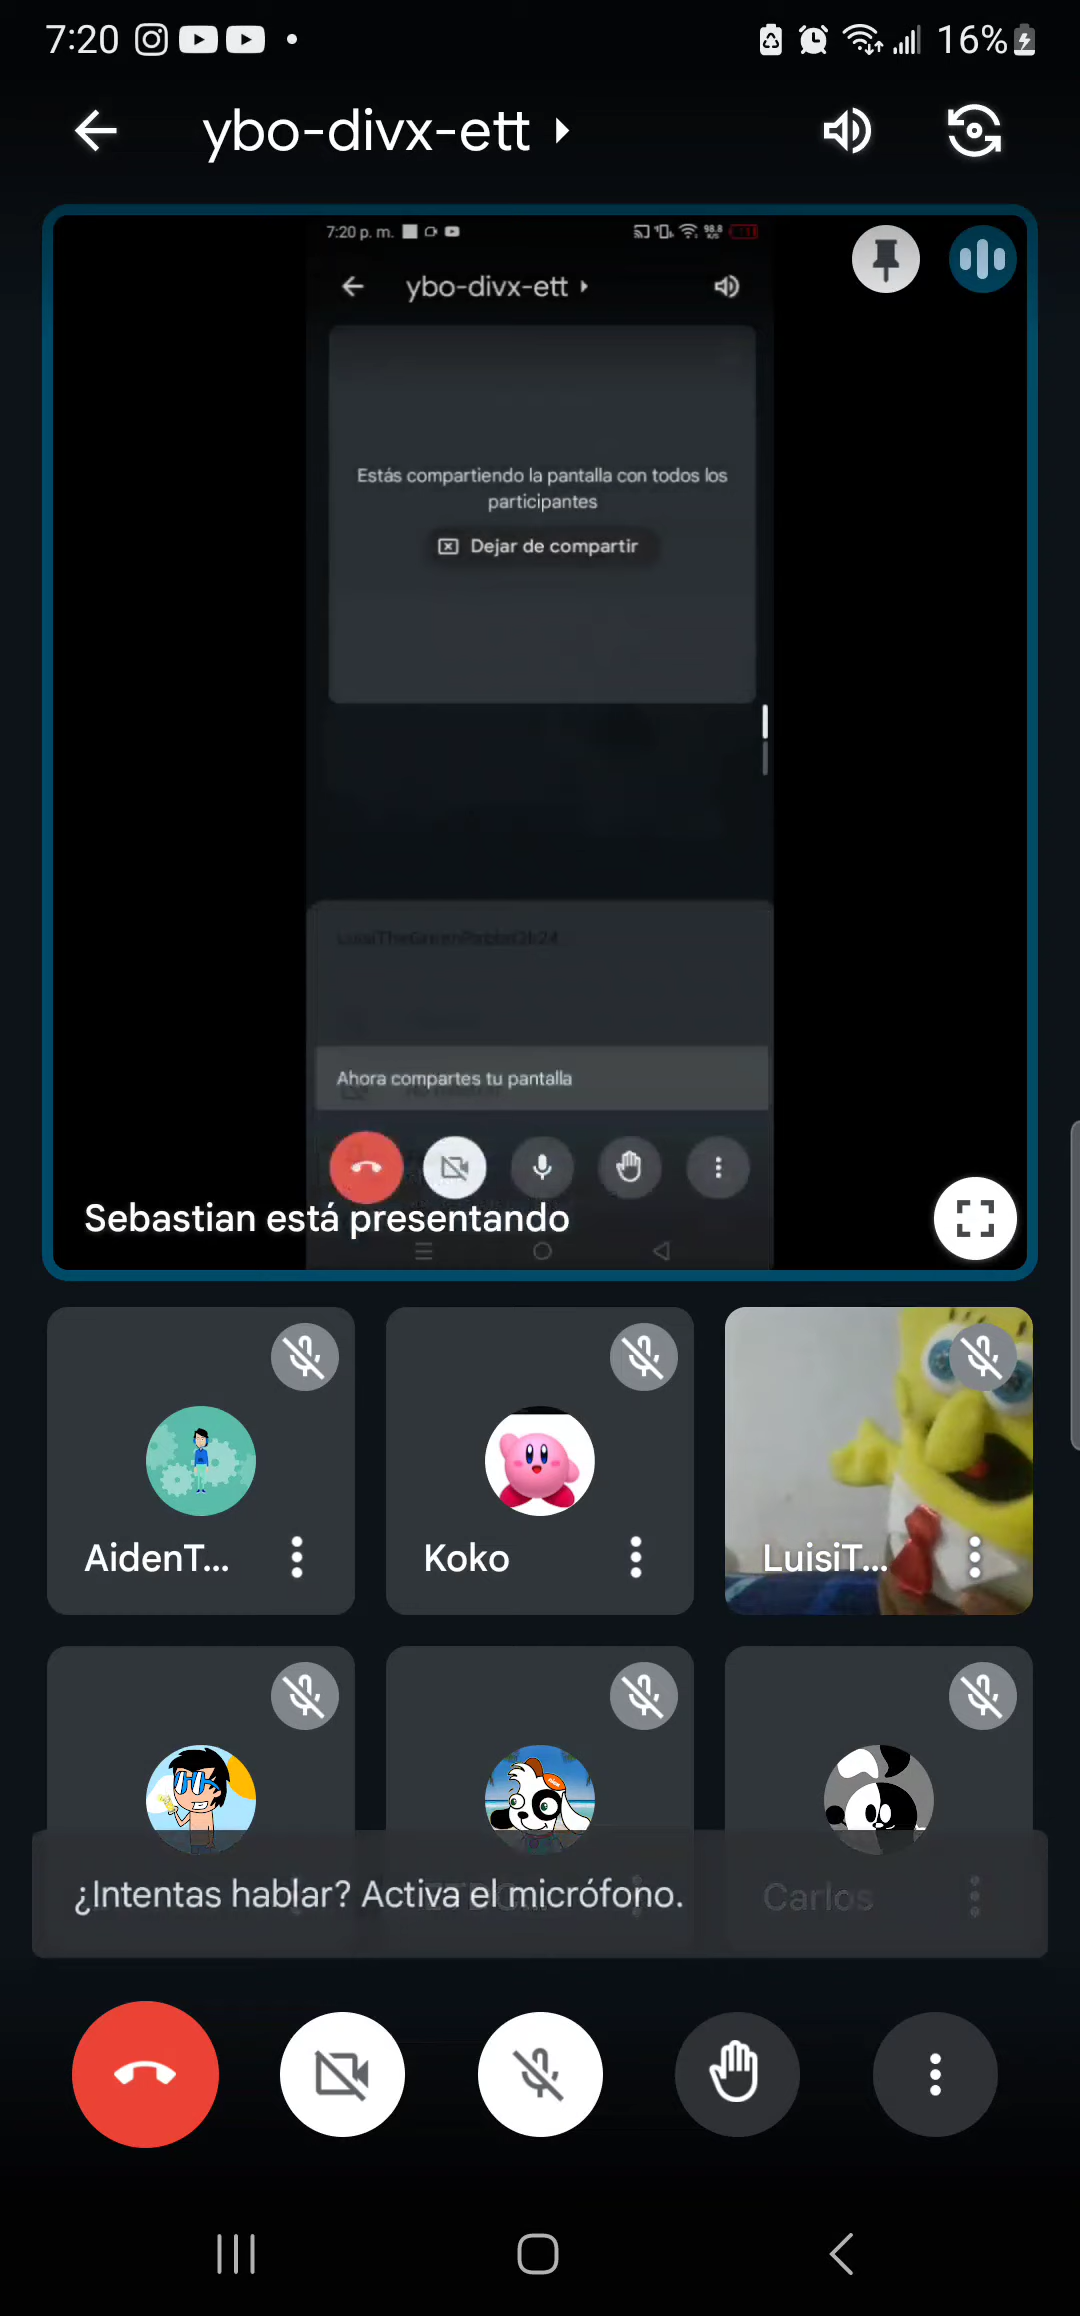 7:20
16%
ybo-divx-ett
7:20 p. m.
98.8
K/S
ybo-divx-ett
Estás compartiendo la pantalla con todos los
participantes
Dejar de compartir
Ahora compartes tu pantalla
Sebastian está presentando
AidenT...
Koko
LuisiT...
¿Intentas hablar? Activa el micrófono.
Carlos